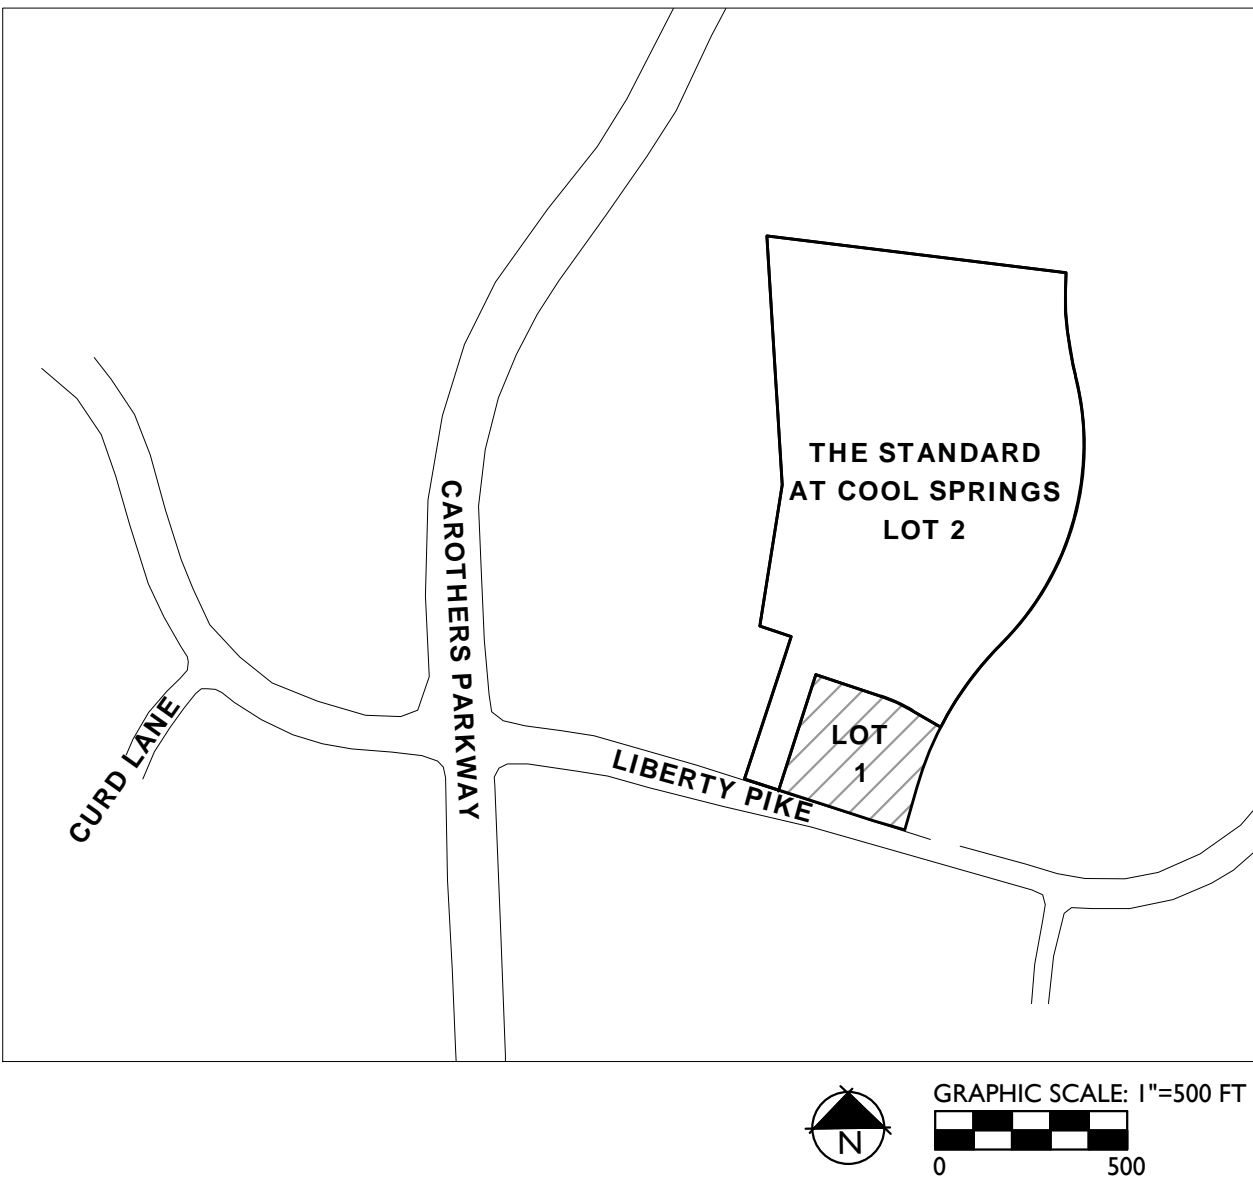 THE STANDARD
AT COOL SPRINGS
LOT 2
CAROTHERS PARKWAY
CURD LANE
LIBERTY PIKE
LOT
1
N
GRAPHIC SCALE: 1"=500 FT
0 500